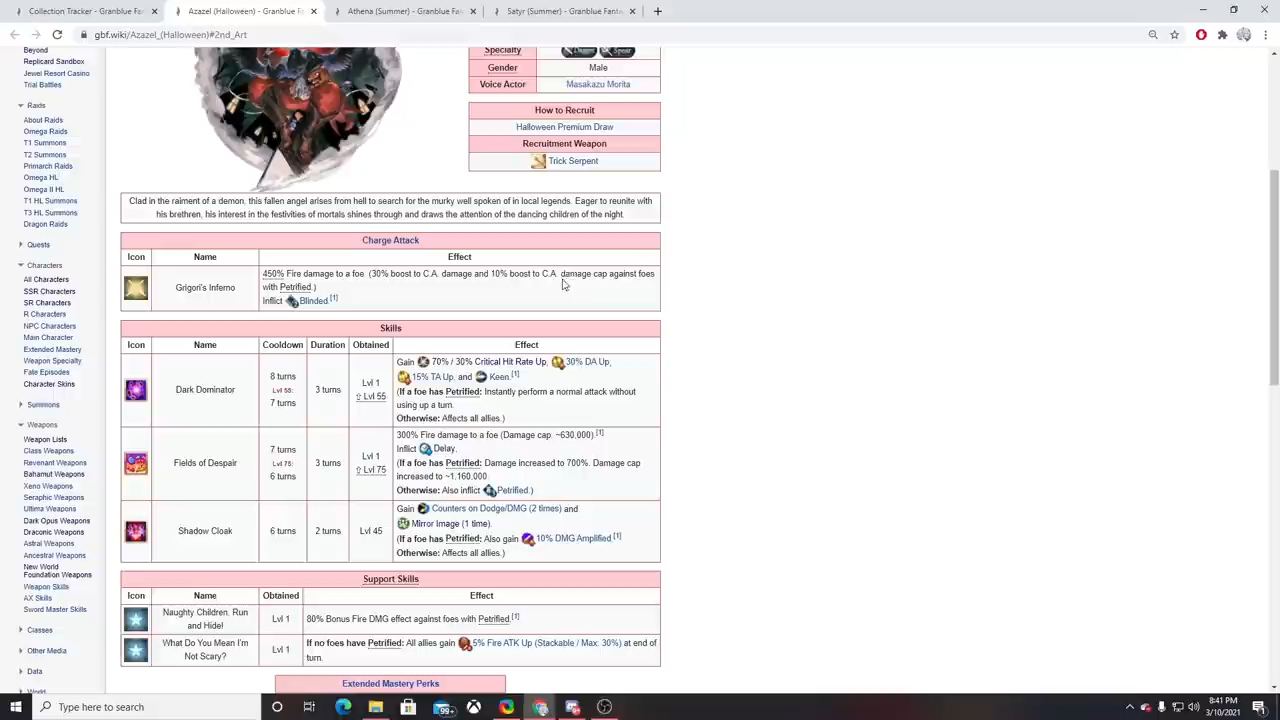 Collection Tracker - Granblue Fan
Azazel (Halloween) - Granblue Fa
Athena (Summer) - Granblue Fan
Satyr (Summer) - Granblue Fantas
gbf.wiki/Azazel_(Halloween)#2nd_Art
Beyond
Replicard Sandbox
Jewel Resort Casino
Trial Battles
Raids
About Raids
Omega Raids
T1 Summons
T2 Summons
Primarch Raids
Omega HL
Omega II HL
T1 HL Summons
T3 HL Summons
Dragon Raids
Quests
Characters
All Characters
SSR Characters
SR Characters
R Characters
NPC Characters
Main Character
Extended Mastery
Weapon Specialty
Fate Episodes
Character Skins
Summons
Weapons
Weapon Lists
Class Weapons
Revenant Weapons
Bahamut Weapons
Xeno Weapons
Seraphic Weapons
Ultima Weapons
Dark Opus Weapons
Draconic Weapons
Astral Weapons
Ancestral Weapons
New World
Foundation Weapons
Weapon Skills
AX Skills
Sword Master Skills
Classes
Other Media
Data
World
Specialty
Gender Male
Voice Actor Masakazu Morita
How to Recruit
Halloween Premium Draw
Recruitment Weapon
Trick Serpent
Clad in the raiment of a demon, this fallen angel arises from hell to search for the murky well spoken of in local legends. Eager to reunite with
his brethren, his interest in the festivities of mortals shines through and draws the attention of the dancing children of the night.
Charge Attack
Icon Name Effect
Grigori's Inferno
450% Fire damage to a foe (30% boost to C.A. damage and 10% boost to C.A. damage cap against foes
with Petrified.)
Inflict Blinded.[1]
Skills
Icon Name Cooldown Duration Obtained Effect
Dark Dominator
8 turns
Lvl 55:
7 turns
3 turns
Lvl 1
⇧ Lvl 55
Gain 70% / 30% Critical Hit Rate Up, 30% DA Up,
15% TA Up, and Keen.[1]
(If a foe has Petrified: Instantly perform a normal attack without
using up a turn.
Otherwise: Affects all allies.)
Fields of Despair
7 turns
Lvl 75:
6 turns
3 turns
Lvl 1
⇧ Lvl 75
300% Fire damage to a foe (Damage cap: ~630,000).[1]
Inflict Delay.
(If a foe has Petrified: Damage increased to 700%. Damage cap
increased to ~1,160,000.
Otherwise: Also inflict Petrified.)
Shadow Cloak
6 turns
2 turns
Lvl 45
Gain Counters on Dodge/DMG (2 times) and
Mirror Image (1 time).
(If a foe has Petrified: Also gain 10% DMG Amplified.[1]
Otherwise: Affects all allies.)
Support Skills
Icon Name Obtained Effect
Naughty Children, Run
and Hide!
Lvl 1
80% Bonus Fire DMG effect against foes with Petrified.[1]
What Do You Mean I'm
Not Scary?
Lvl 1
If no foes have Petrified: All allies gain 5% Fire ATK Up (Stackable / Max: 30%) at end of
turn.
Extended Mastery Perks
Type here to search
99+
8:41 PM
3/10/2021